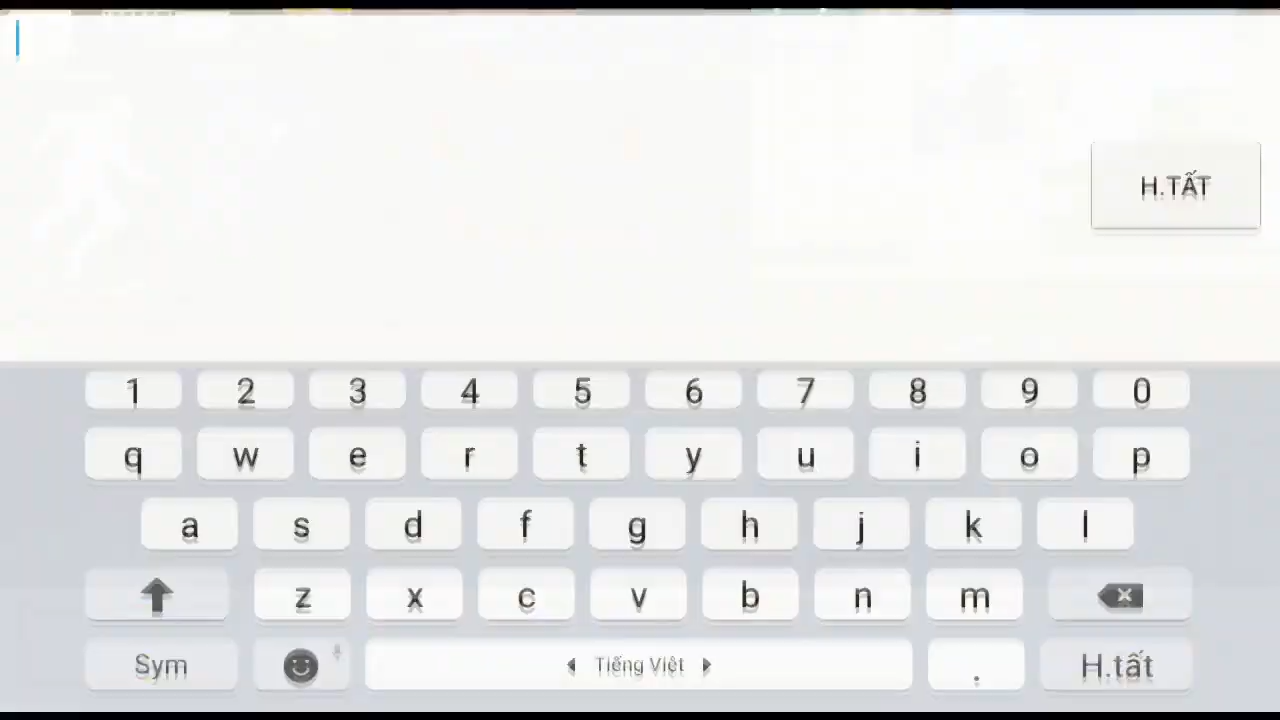 H.TẤT
1 2 3 4 5 6 7 8 9 0
q w e r t y u i o p
a s d f g h j k l
z x c v b n m
Sym Tiếng Việt . H.tất